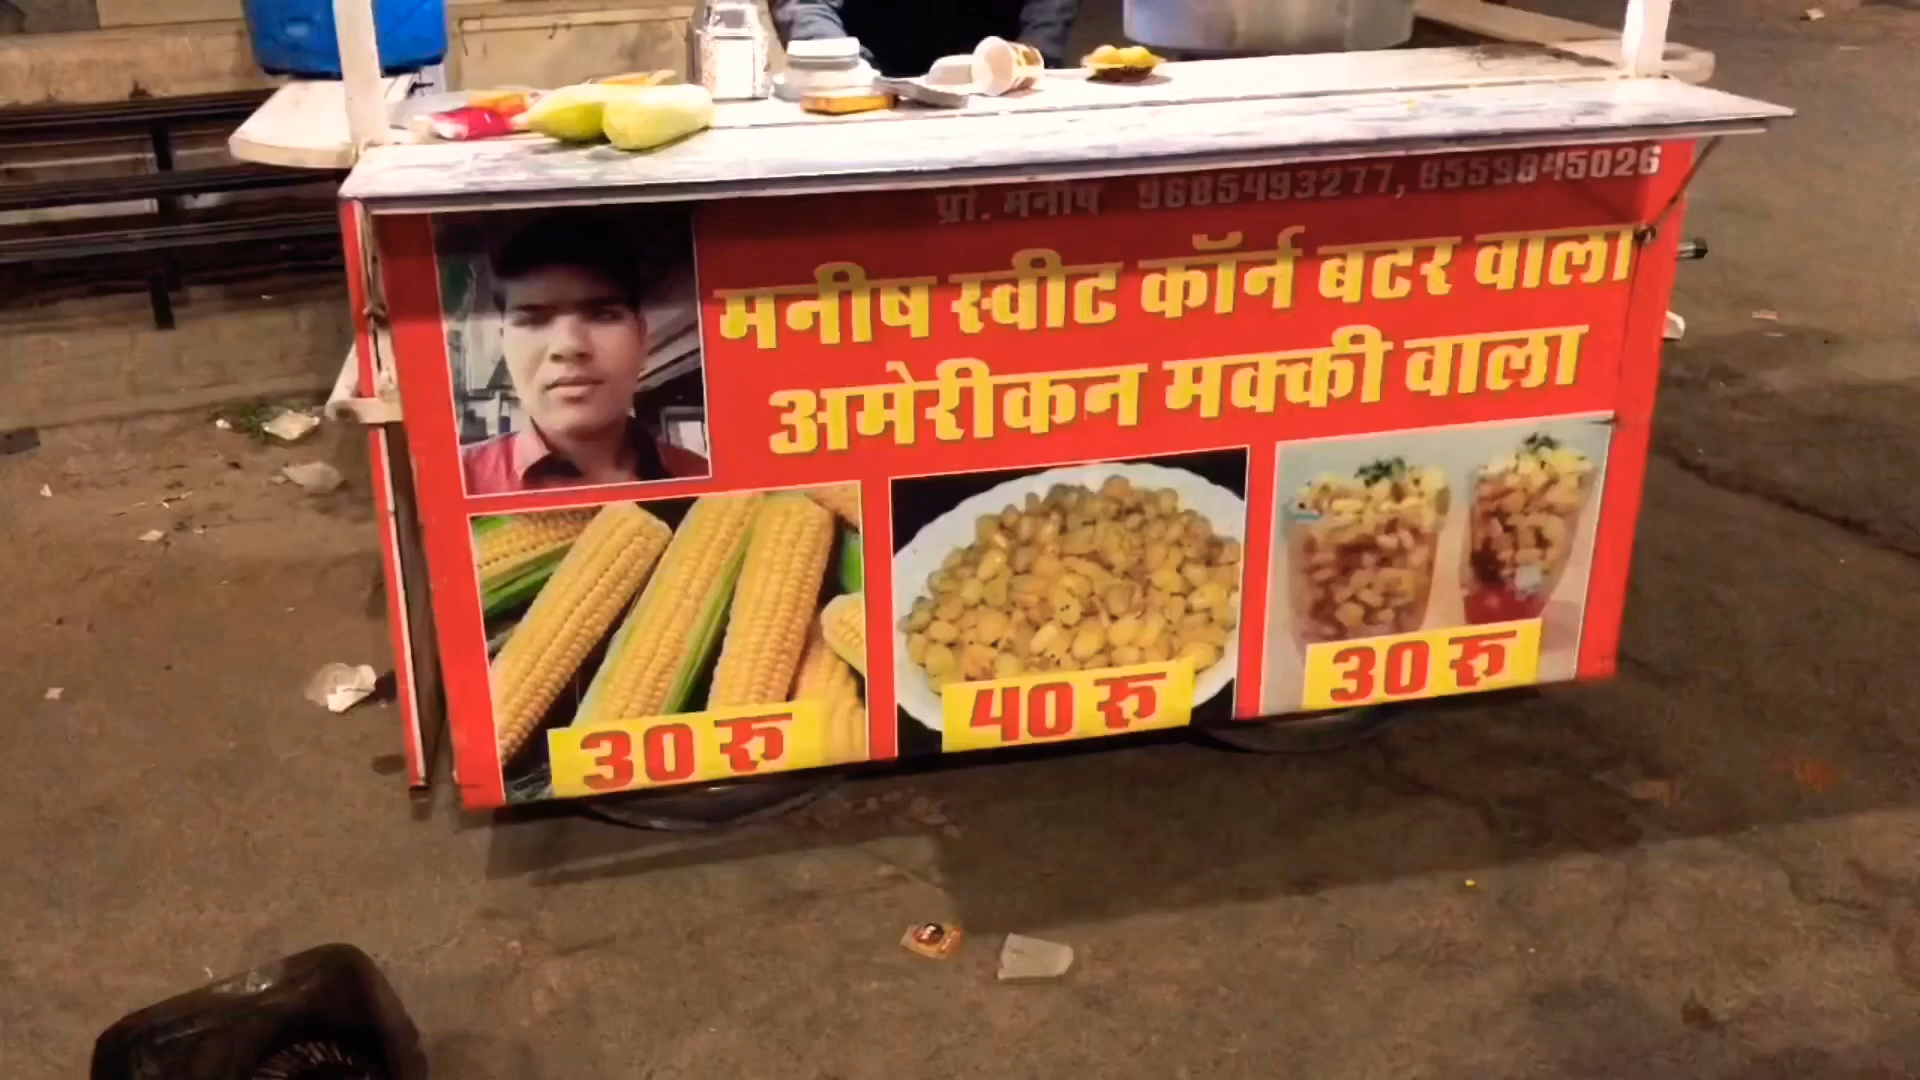 प्रो. मनीष 9685493277, 8559845026
मनीष स्वीट कॉर्न बटर वाला
अमेरीकन मक्की वाला
30 रु
40 रु
30 रु